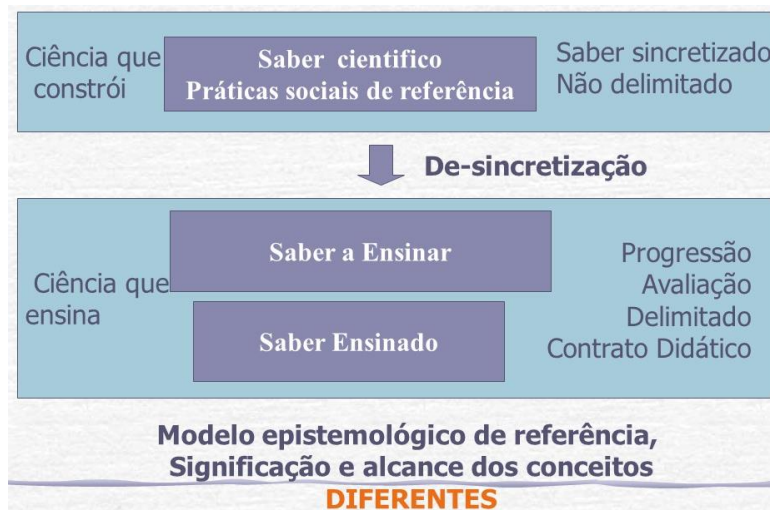 Ciência que
constrói
Saber cientifico
Práticas sociais de referência
Saber sincretizado
Não delimitado
De-sincretização
Ciência que
ensina
Saber a Ensinar
Saber Ensinado
Progressão
Avaliação
Delimitado
Contrato Didático
Modelo epistemológico de referência,
Significação e alcance dos conceitos
DIFERENTES